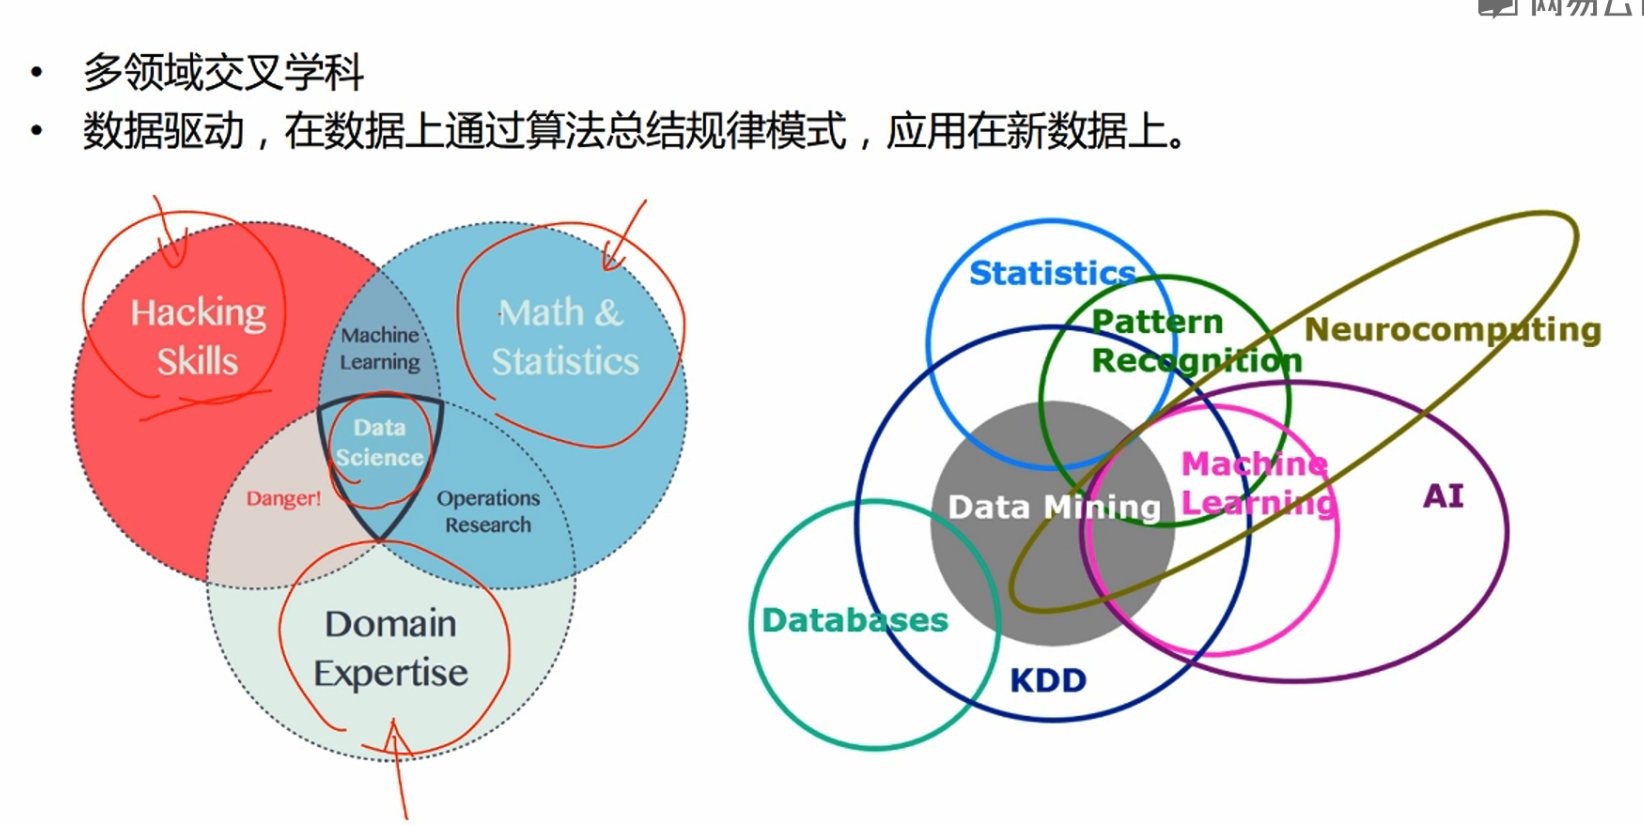 • 多领域交叉学科
• 数据驱动，在数据上通过算法总结规律模式，应用在新数据上。
Hacking
Skills
Machine
Learning
Math &
Statistics
Data
Science
Danger!
Operations
Research
Domain
Expertise
Statistics
Pattern
Recognition
Neurocomputing
Machine
Learning
AI
Data Mining
Databases
KDD